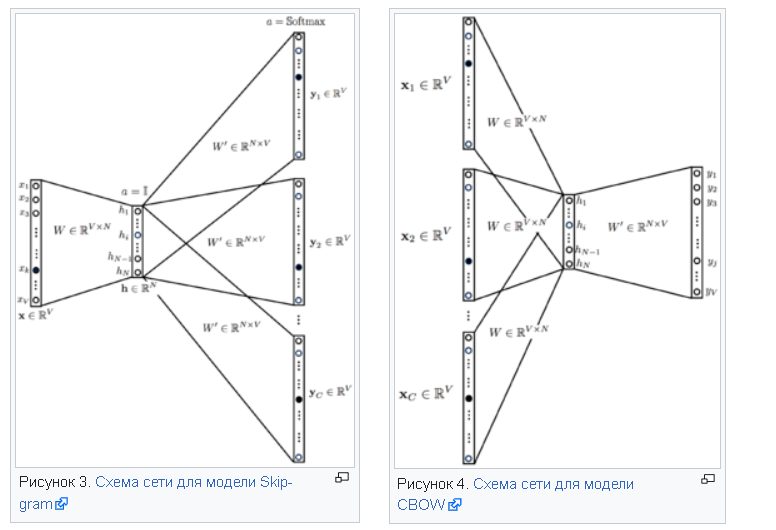 a = Softmax
y₁ ∈ ℝ^V
W′ ∈ ℝ^{N×V}
x₁
x₂
x₃
x_k
x_V
x ∈ ℝ^V
W ∈ ℝ^{V×N}
a = 𝕀
h₁
h_i
h_{N−1}
h_N
h ∈ ℝ^N
W′ ∈ ℝ^{N×V}
y₂ ∈ ℝ^V
W′ ∈ ℝ^{N×V}
y_C ∈ ℝ^V
Рисунок 3. Схема сети для модели Skip-
gram
x₁ ∈ ℝ^V
W ∈ ℝ^{V×N}
x₂ ∈ ℝ^V
W ∈ ℝ^{V×N}
h₁
h_i
h_{N−1}
h_N
W′ ∈ ℝ^{N×V}
y₁
y₂
y₃
y_j
y_V
W ∈ ℝ^{V×N}
x_C ∈ ℝ^V
Рисунок 4. Схема сети для модели
CBOW